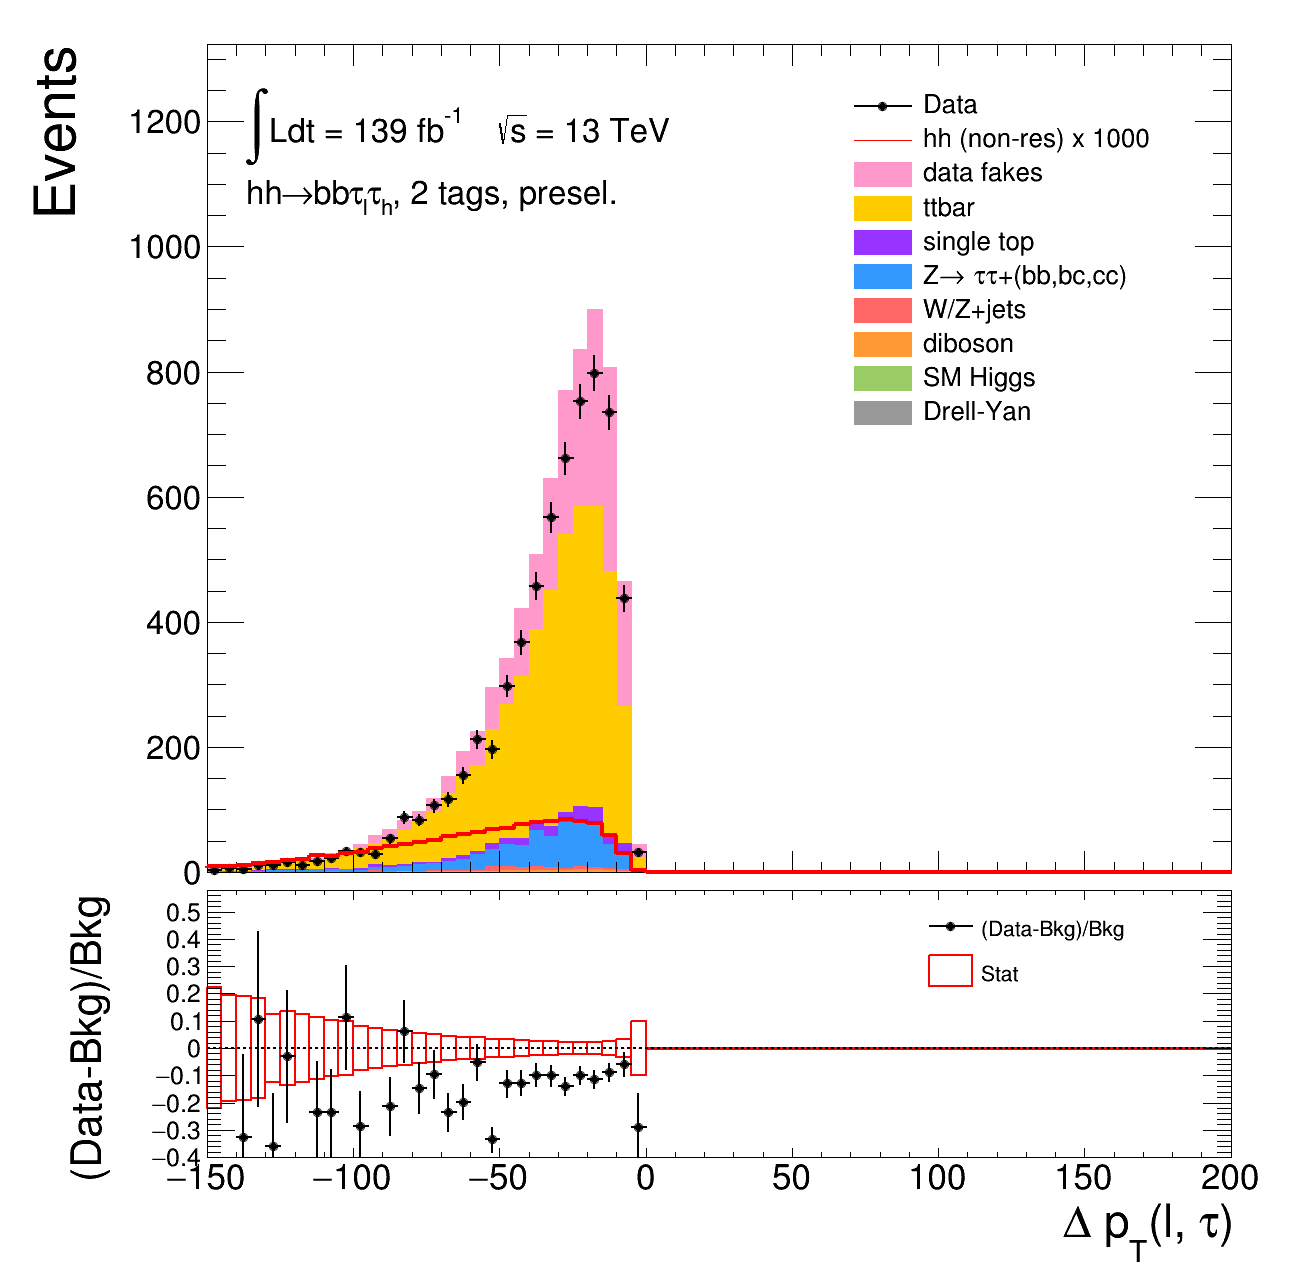 Events
1200
1000
800
600
400
200
0
∫Ldt = 139 fb⁻¹ √s = 13 TeV
hh→bbτₗτₕ, 2 tags, presel.
Data
hh (non-res) x 1000
data fakes
ttbar
single top
Z→ ττ+(bb,bc,cc)
W/Z+jets
diboson
SM Higgs
Drell-Yan
(Data-Bkg)/Bkg
0.5
0.4
0.3
0.2
0.1
0
−0.1
−0.2
−0.3
−0.4
(Data-Bkg)/Bkg
Stat
−150 −100 −50 0 50 100 150 200
Δ p_T(l, τ)